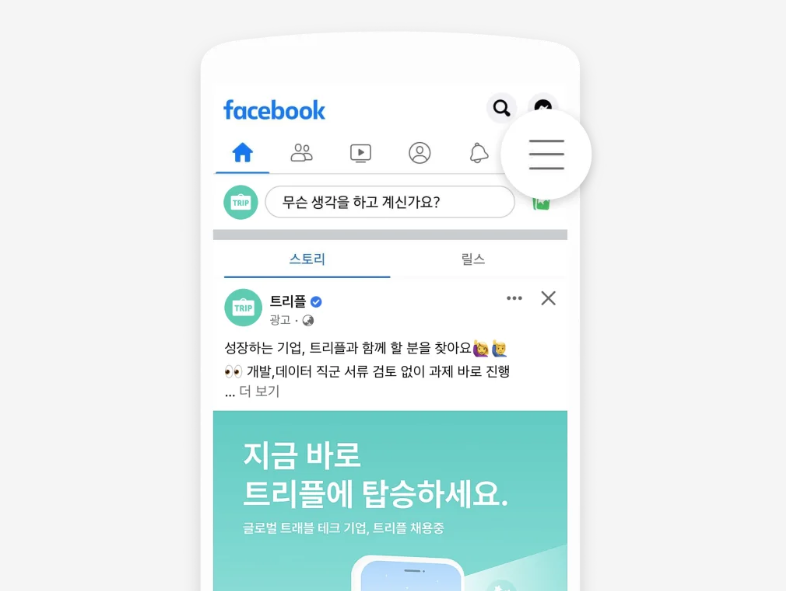 facebook
TRIP
무슨 생각을 하고 계신가요?
스토리
릴스
TRIP
트리플
광고 ·
성장하는 기업, 트리플과 함께 할 분을 찾아요🙋‍♀️🙋‍♂️
👀 개발,데이터 직군 서류 검토 없이 과제 바로 진행
... 더 보기
지금 바로
트리플에 탑승하세요.
글로벌 트래블 테크 기업, 트리플 채용중